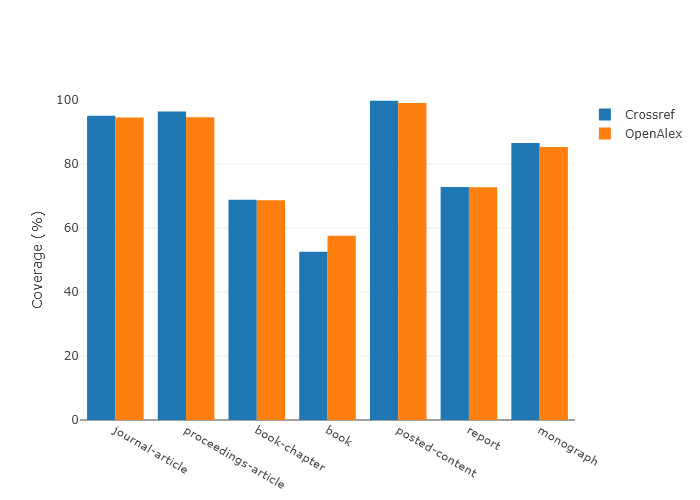 100
80
60
40
20
0
Coverage (%)
journal-article
proceedings-article
book-chapter
book
posted-content
report
monograph
Crossref
OpenAlex